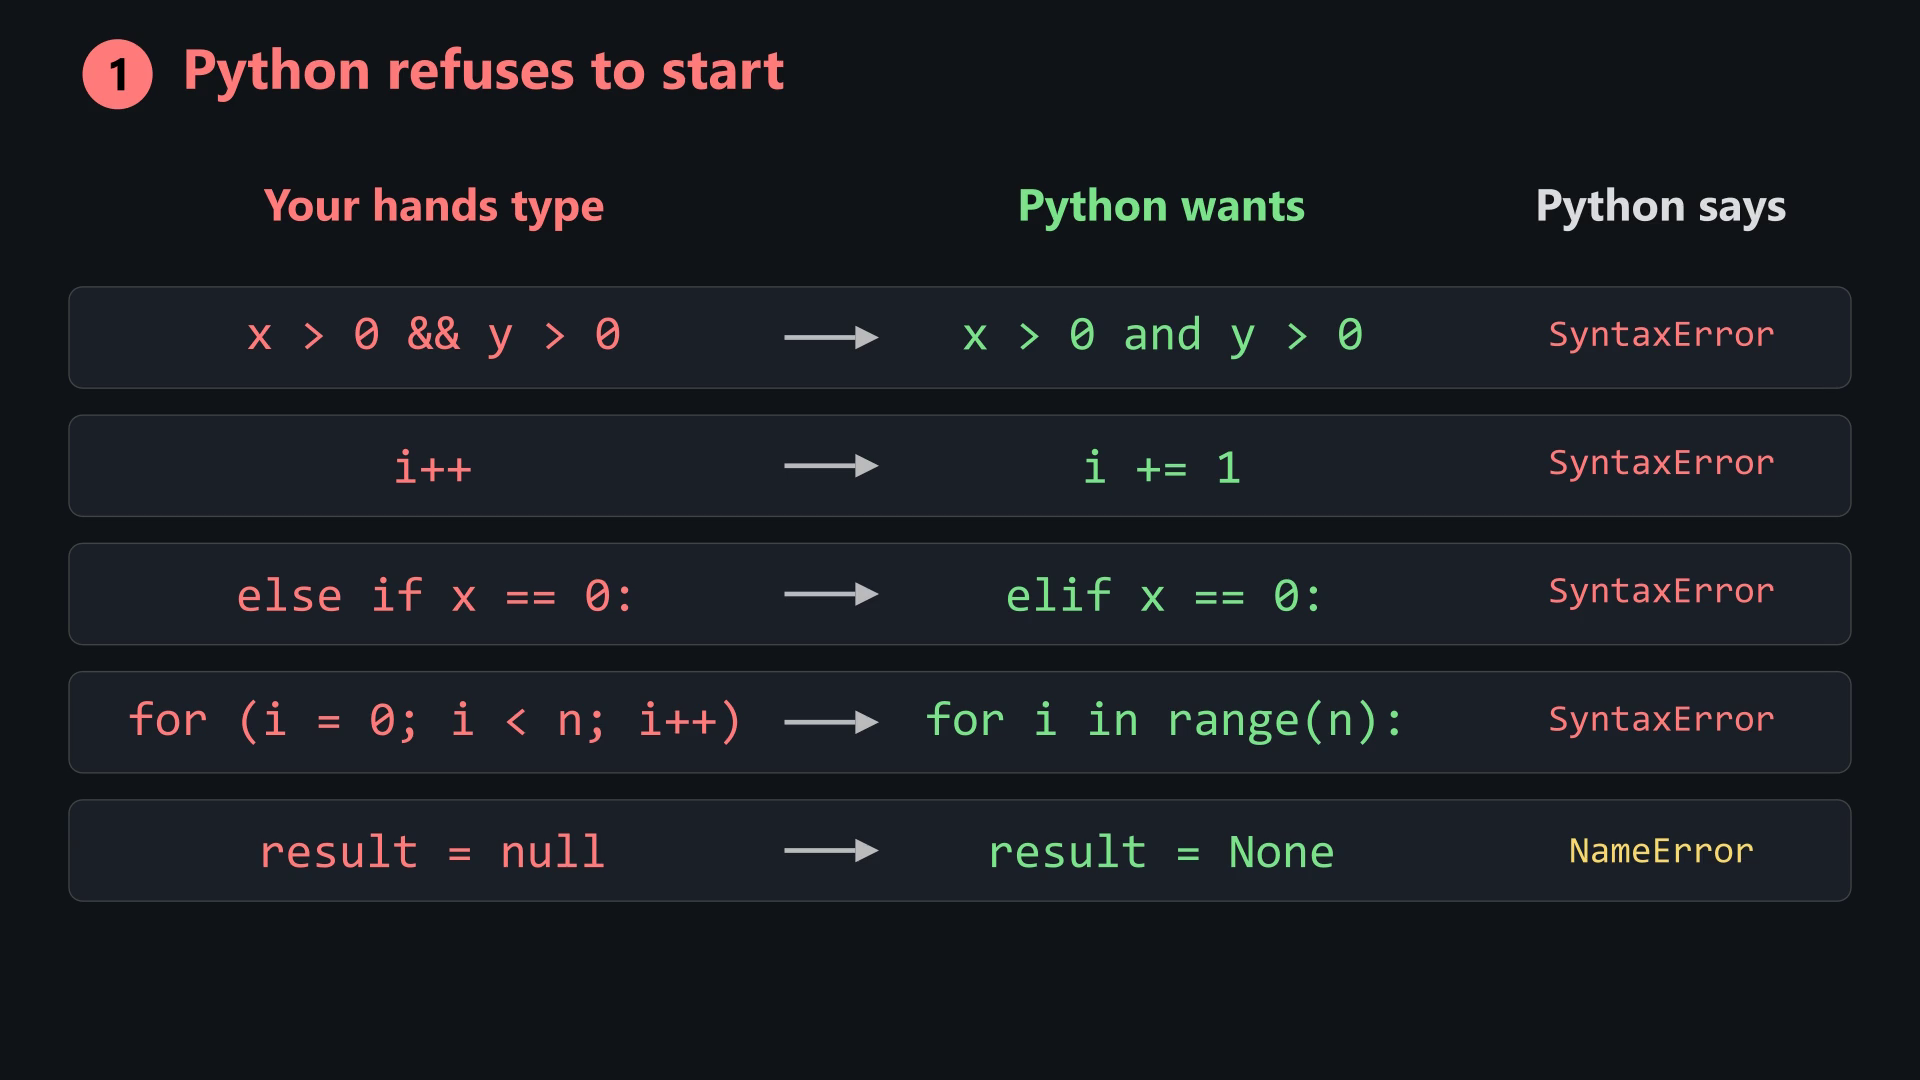 1 Python refuses to start
Your hands type Python wants Python says
x > 0 && y > 0 x > 0 and y > 0 SyntaxError
i++ i += 1 SyntaxError
else if x == 0: elif x == 0: SyntaxError
for (i = 0; i < n; i++) for i in range(n): SyntaxError
result = null result = None NameError